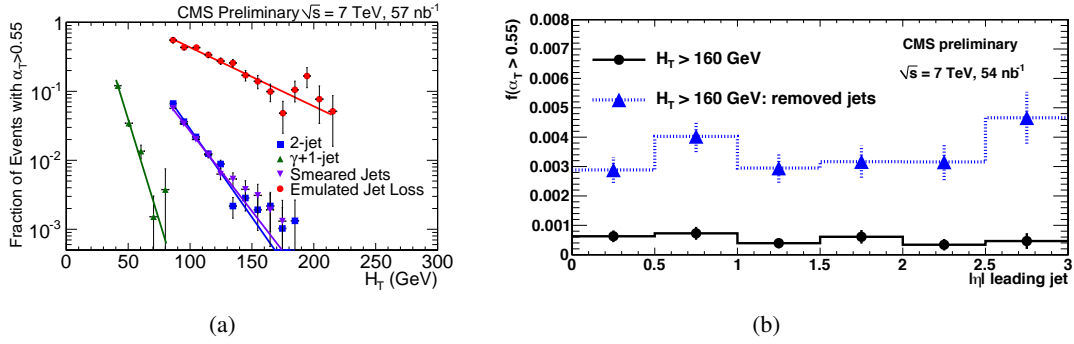 CMS Preliminary √s = 7 TeV, 57 nb⁻¹
Fraction of Events with α_T>0.55
1
10⁻¹
10⁻²
10⁻³
2-jet
γ+1-jet
Smeared Jets
Emulated Jet Loss
0 50 100 150 200 250 300
H_T (GeV)
(a)
f(α_T > 0.55)
0.008
0.007
0.006
0.005
0.004
0.003
0.002
0.001
H_T > 160 GeV
H_T > 160 GeV: removed jets
CMS preliminary
√s = 7 TeV, 54 nb⁻¹
0 0.5 1 1.5 2 2.5 3
|η| leading jet
(b)